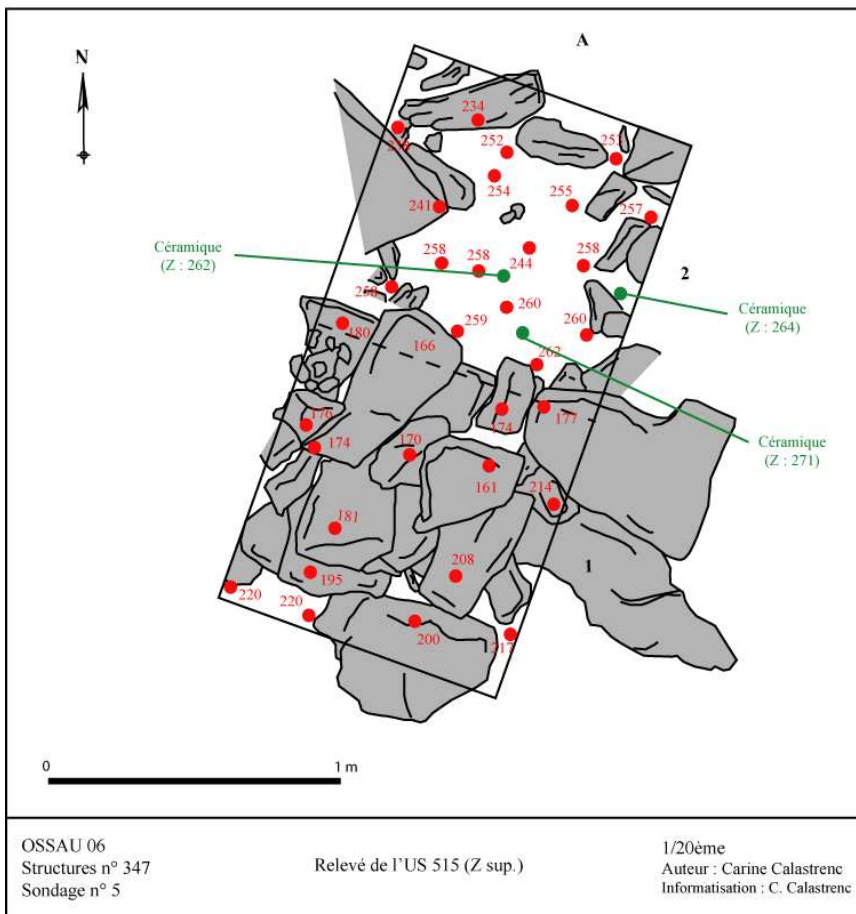 A
N
234
252
253
254
241
255
257
Céramique
(Z : 262)
258
258
244
258
2
258
260
Céramique
(Z : 264)
180
166
259
260
262
176
174
174
177
170
Céramique
(Z : 271)
161
214
181
208
1
195
220
220
200
217
0
1 m
OSSAU 06
Structures n° 347
Sondage n° 5
Relevé de l'US 515 (Z sup.)
1/20ème
Auteur : Carine Calastrenc
Informatisation : C. Calastrenc